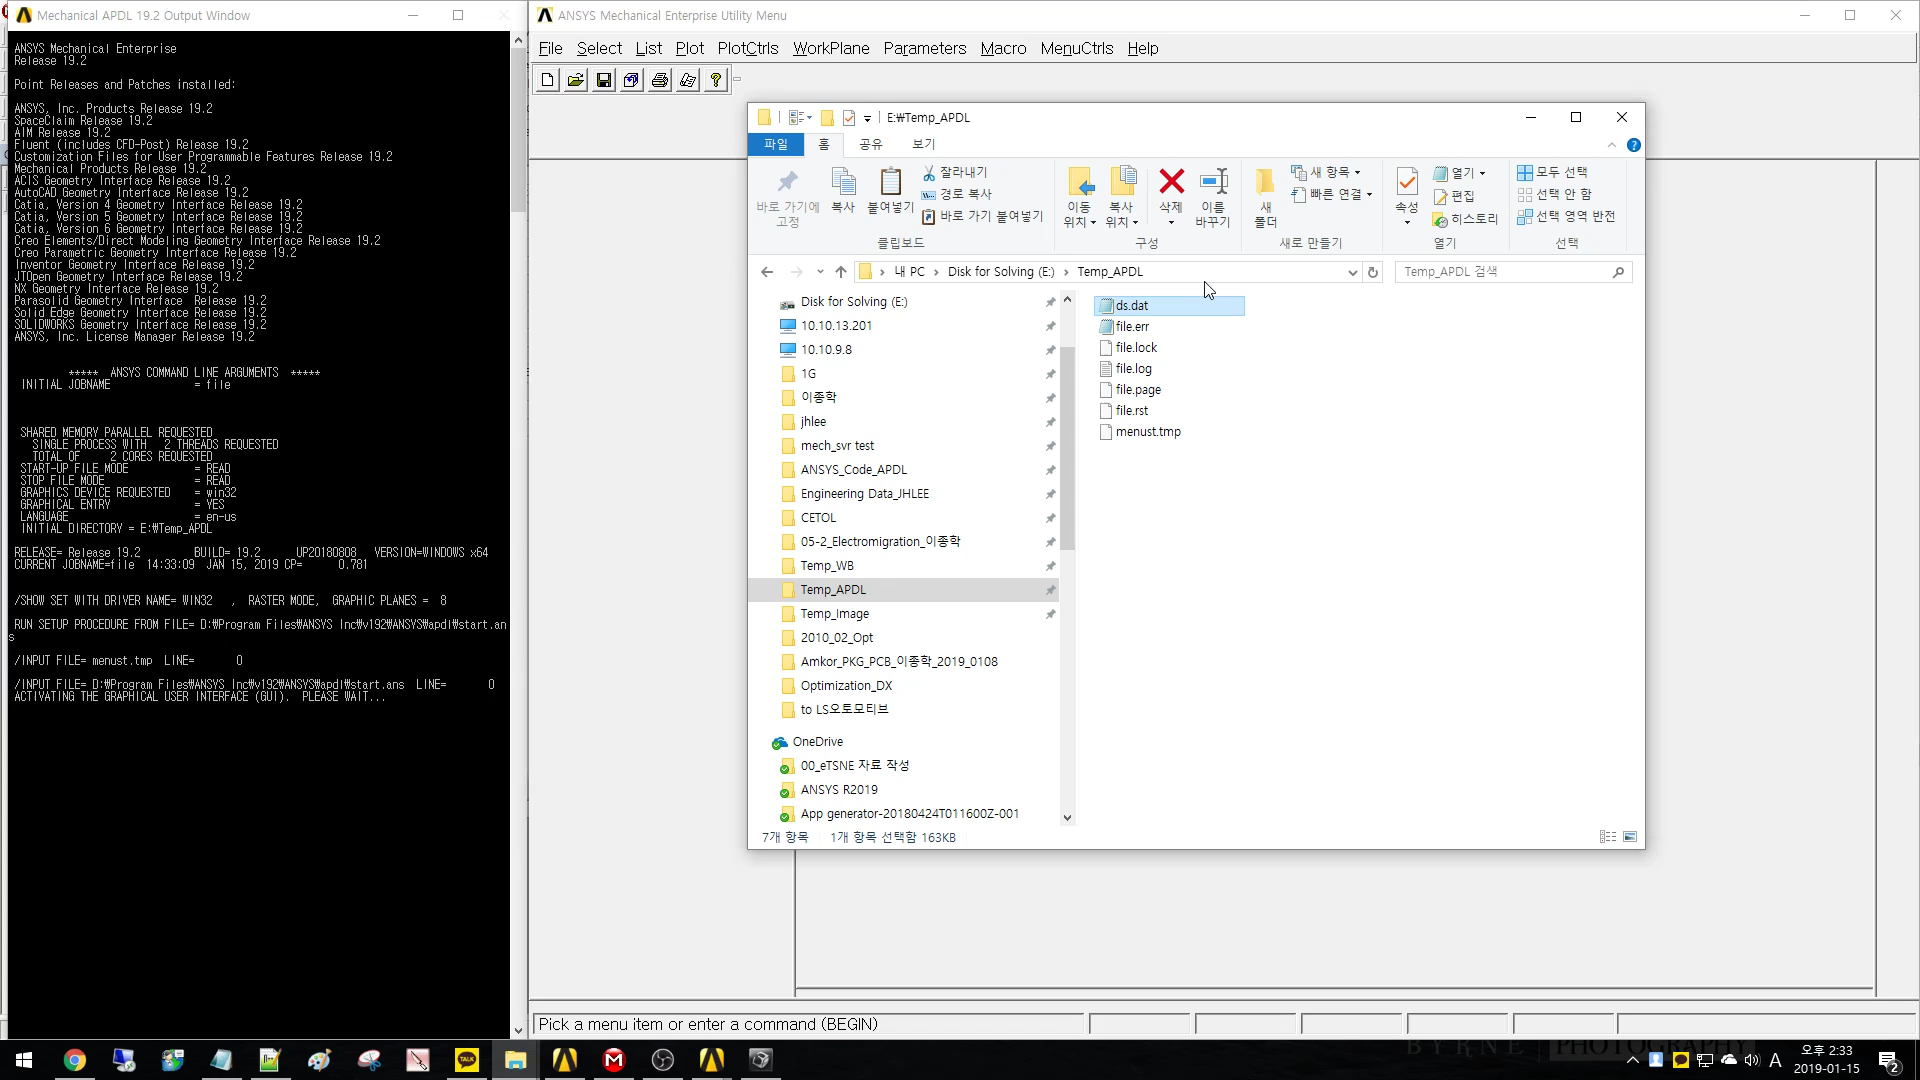 Mechanical APDL 19.2 Output Window
ANSYS Mechanical Enterprise
Release 19.2
Point Releases and Patches installed:
ANSYS, Inc. Products Release 19.2
SpaceClaim Release 19.2
AIM Release 19.2
Fluent (includes CFD-Post) Release 19.2
Customization Files for User Programmable Features Release 19.2
Mechanical Products Release 19.2
ACIS Geometry Interface Release 19.2
AutoCAD Geometry Interface Release 19.2
Catia, Version 4 Geometry Interface Release 19.2
Catia, Version 5 Geometry Interface Release 19.2
Catia, Version 6 Geometry Interface Release 19.2
Creo Elements/Direct Modeling Geometry Interface Release 19.2
Creo Parametric Geometry Interface Release 19.2
Inventor Geometry Interface Release 19.2
JTOpen Geometry Interface Release 19.2
NX Geometry Interface Release 19.2
Parasolid Geometry Interface  Release 19.2
Solid Edge Geometry Interface Release 19.2
SOLIDWORKS Geometry Interface Release 19.2
ANSYS, Inc. License Manager Release 19.2
***** ANSYS COMMAND LINE ARGUMENTS *****
INITIAL JOBNAME = file
SHARED MEMORY PARALLEL REQUESTED
SINGLE PROCESS WITH 2 THREADS REQUESTED
TOTAL OF 2 CORES REQUESTED
START-UP FILE MODE = READ
STOP FILE MODE = READ
GRAPHICS DEVICE REQUESTED = win32
GRAPHICAL ENTRY = YES
LANGUAGE = en-us
INITIAL DIRECTORY = E:₩Temp_APDL
RELEASE= Release 19.2 BUILD= 19.2 UP20180808 VERSION=WINDOWS x64
CURRENT JOBNAME=file 14:33:09 JAN 15, 2019 CP= 0.781
/SHOW SET WITH DRIVER NAME= WIN32 , RASTER MODE, GRAPHIC PLANES = 8
RUN SETUP PROCEDURE FROM FILE= D:₩Program Files₩ANSYS Inc₩v192₩ANSYS₩apdl₩start.an
s
/INPUT FILE= menust.tmp LINE= 0
/INPUT FILE= D:₩Program Files₩ANSYS Inc₩v192₩ANSYS₩apdl₩start.ans LINE= 0
ACTIVATING THE GRAPHICAL USER INTERFACE (GUI). PLEASE WAIT...
ANSYS Mechanical Enterprise Utility Menu
File Select List Plot PlotCtrls WorkPlane Parameters Macro MenuCtrls Help
E:₩Temp_APDL
파일 홈 공유 보기
바로 가기에 고정
복사
붙여넣기
잘라내기
경로 복사
바로 가기 붙여넣기
클립보드
이동 위치
복사 위치
삭제
이름 바꾸기
구성
새 폴더
새 항목
빠른 연결
새로 만들기
속성
열기
편집
히스토리
열기
모두 선택
선택 안 함
선택 영역 반전
선택
내 PC › Disk for Solving (E:) › Temp_APDL
Temp_APDL 검색
Disk for Solving (E:)
10.10.13.201
10.10.9.8
1G
이종학
jhlee
mech_svr test
ANSYS_Code_APDL
Engineering Data_JHLEE
CETOL
05-2_Electromigration_이종학
Temp_WB
Temp_APDL
Temp_Image
2010_02_Opt
Amkor_PKG_PCB_이종학_2019_0108
Optimization_DX
to LS오토모티브
OneDrive
00_eTSNE 자료 작성
ANSYS R2019
App generator-20180424T011600Z-001
ds.dat
file.err
file.lock
file.log
file.page
file.rst
menust.tmp
7개 항목 1개 항목 선택함 163KB
Pick a menu item or enter a command (BEGIN)
TALK
BYRNE PHOTOGRAPHY
A
오후 2:33
2019-01-15
2